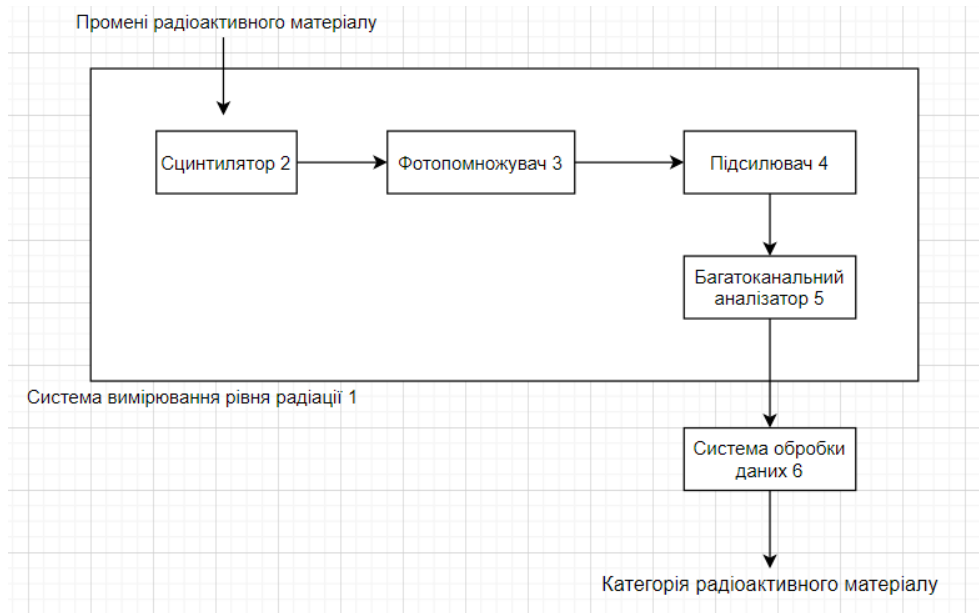 Промені радіоактивного матеріалу
Сцинтилятор 2
Фотопомножувач 3
Підсилювач 4
Багатоканальний
аналізатор 5
Система вимірювання рівня радіації 1
Система обробки
даних 6
Категорія радіоактивного матеріалу